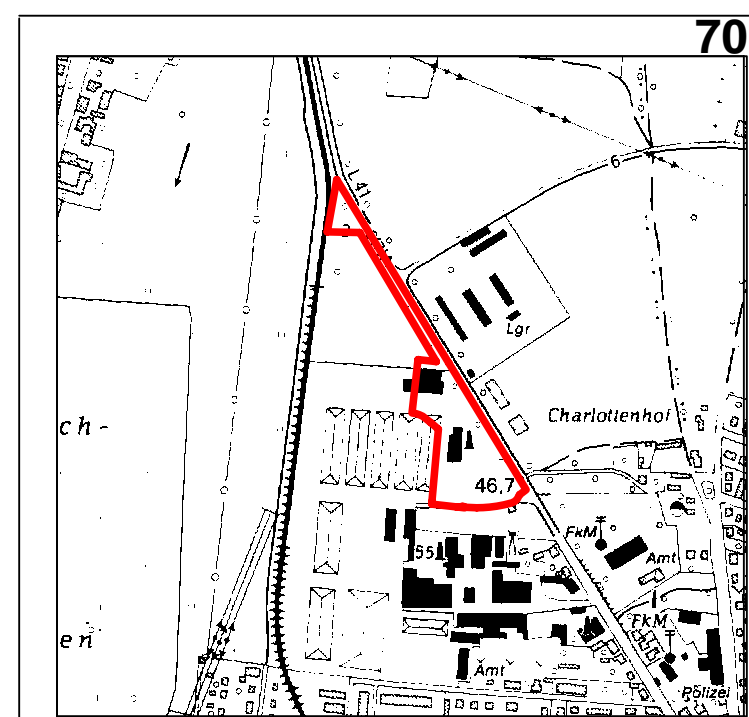 70
6
L41
Lgr
ch-
Charlottenhof
46,7
FkM
55
Amt
FKM
en
Amt
Polizei